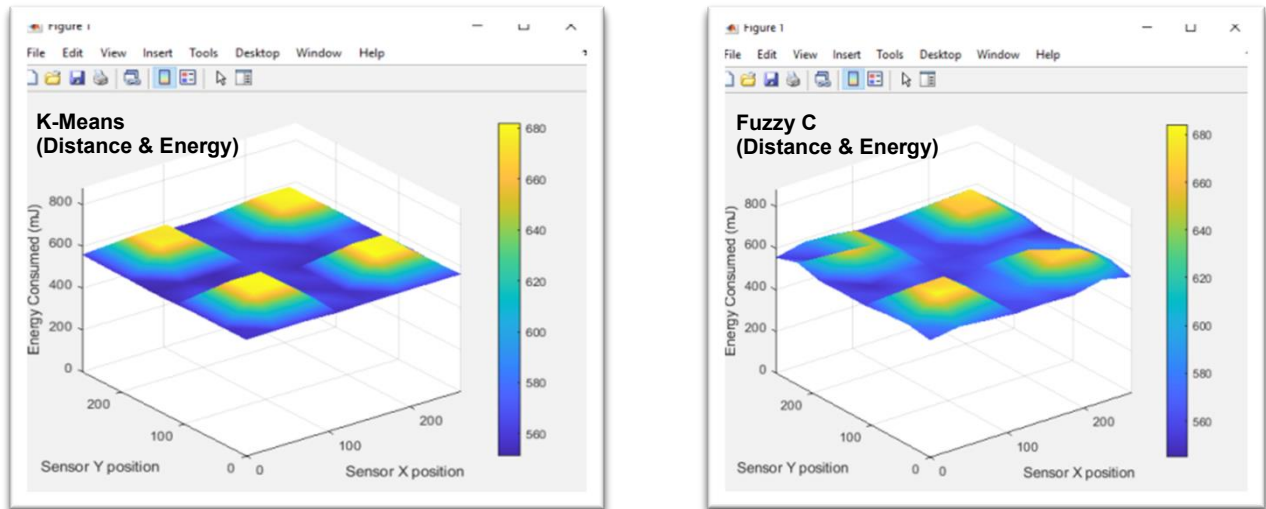 Figure 1
File Edit View Insert Tools Desktop Window Help
K-Means
(Distance & Energy)
680
660
640
620
600
580
560
800
600
400
200
0
Energy Consumed (mJ)
200
100
0
Sensor Y position
0
100
200
Sensor X position
Figure 1
File Edit View Insert Tools Desktop Window Help
Fuzzy C
(Distance & Energy)
680
660
640
620
600
580
560
800
600
400
200
0
Energy Consumed (mJ)
200
100
0
Sensor Y position
0
100
200
Sensor X position